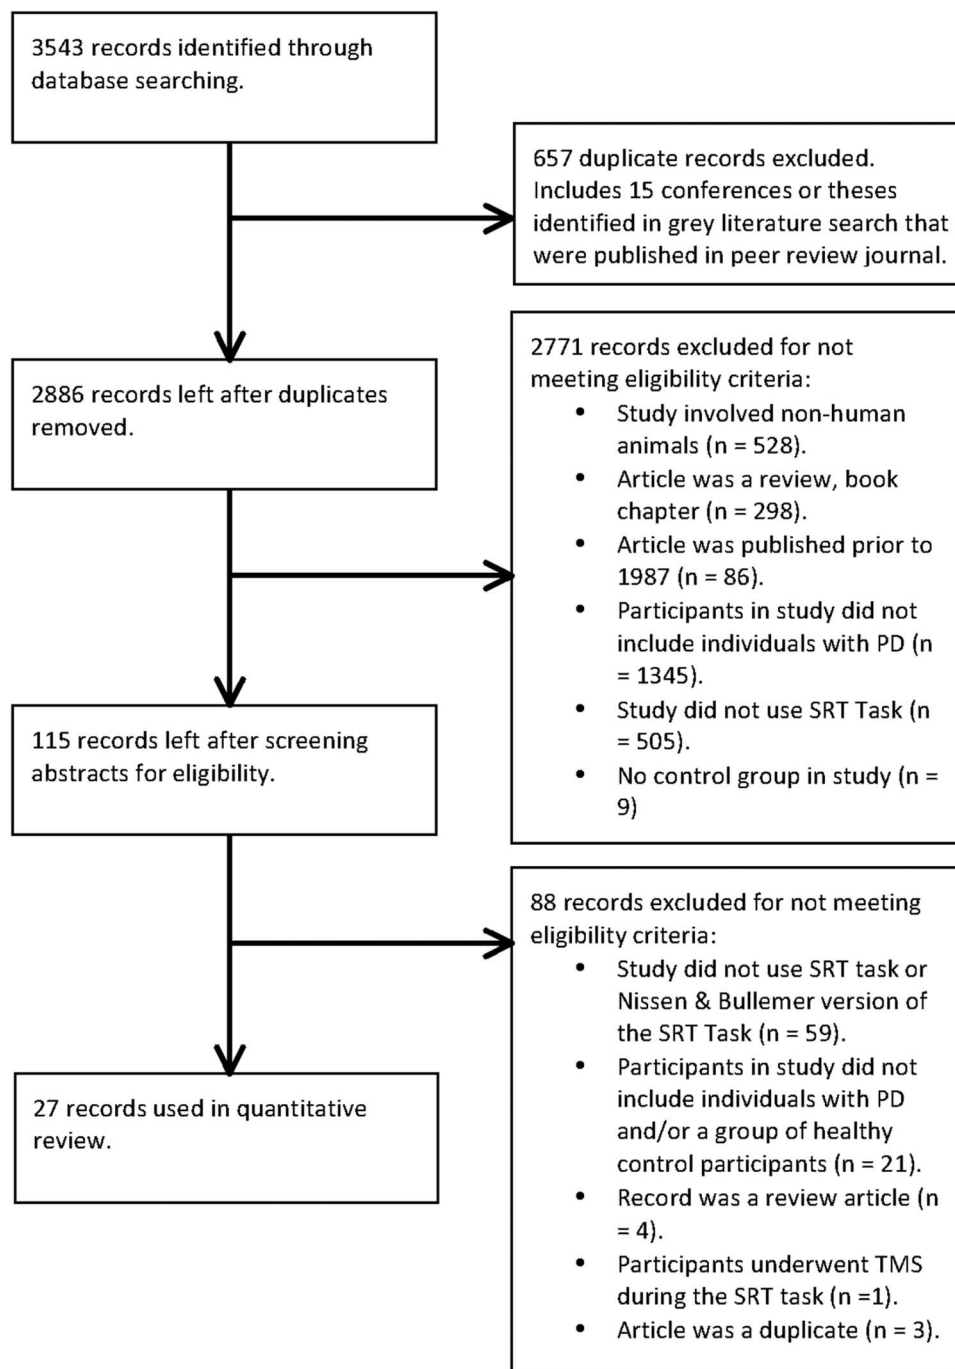 3543 records identified through
database searching.
657 duplicate records excluded.
Includes 15 conferences or theses
identified in grey literature search that
were published in peer review journal.
2886 records left after duplicates
removed.
2771 records excluded for not
meeting eligibility criteria:
• Study involved non-human
animals (n = 528).
• Article was a review, book
chapter (n = 298).
• Article was published prior to
1987 (n = 86).
• Participants in study did not
include individuals with PD (n
= 1345).
• Study did not use SRT Task (n
= 505).
• No control group in study (n =
9)
115 records left after screening
abstracts for eligibility.
88 records excluded for not meeting
eligibility criteria:
• Study did not use SRT task or
Nissen & Bullemer version of
the SRT Task (n = 59).
• Participants in study did not
include individuals with PD
and/or a group of healthy
control participants (n = 21).
• Record was a review article (n
= 4).
• Participants underwent TMS
during the SRT task (n =1).
• Article was a duplicate (n = 3).
27 records used in quantitative
review.